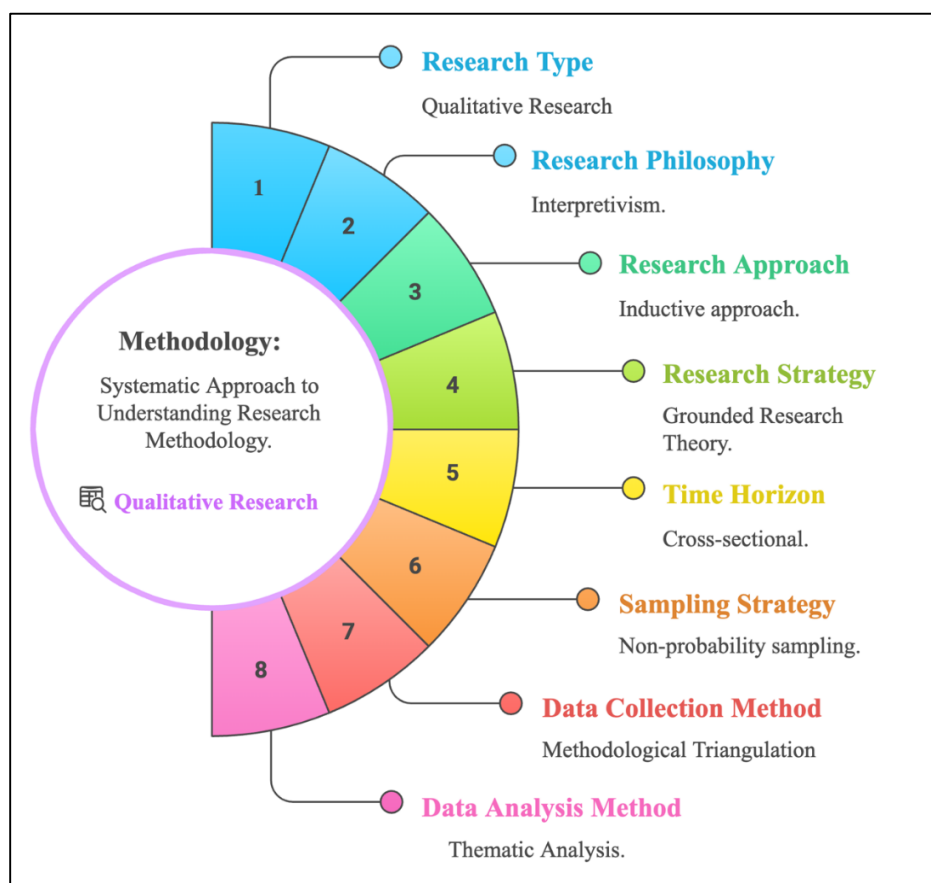 Research Type
Qualitative Research
1
Research Philosophy
Interpretivism.
2
Research Approach
Inductive approach.
3
Methodology:
Systematic Approach to
Understanding Research
Methodology.
Qualitative Research
Research Strategy
Grounded Research
Theory.
4
Time Horizon
Cross-sectional.
5
Sampling Strategy
Non-probability sampling.
6
Data Collection Method
Methodological Triangulation
7
Data Analysis Method
Thematic Analysis.
8